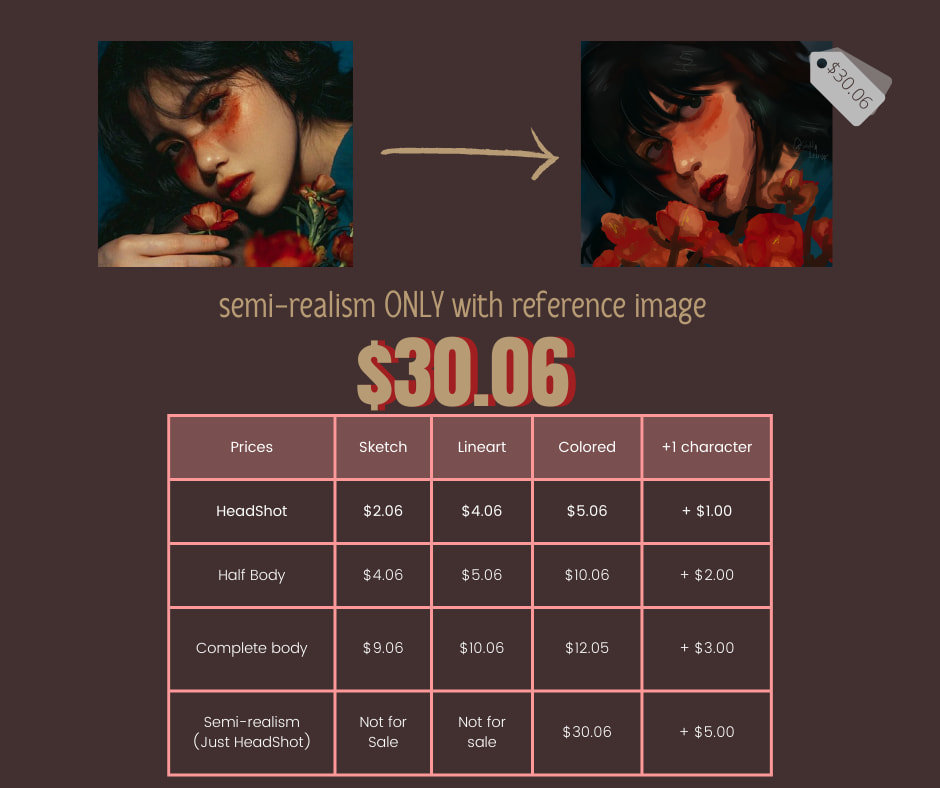 $30.06
semi-realism ONLY with reference image
$30.06
Prices Sketch Lineart Colored +1 character
HeadShot $2.06 $4.06 $5.06 + $1.00
Half Body $4.06 $5.06 $10.06 + $2.00
Complete body $9.06 $10.06 $12.05 + $3.00
Semi-realism
(Just HeadShot) Not for
Sale Not for
sale $30.06 + $5.00